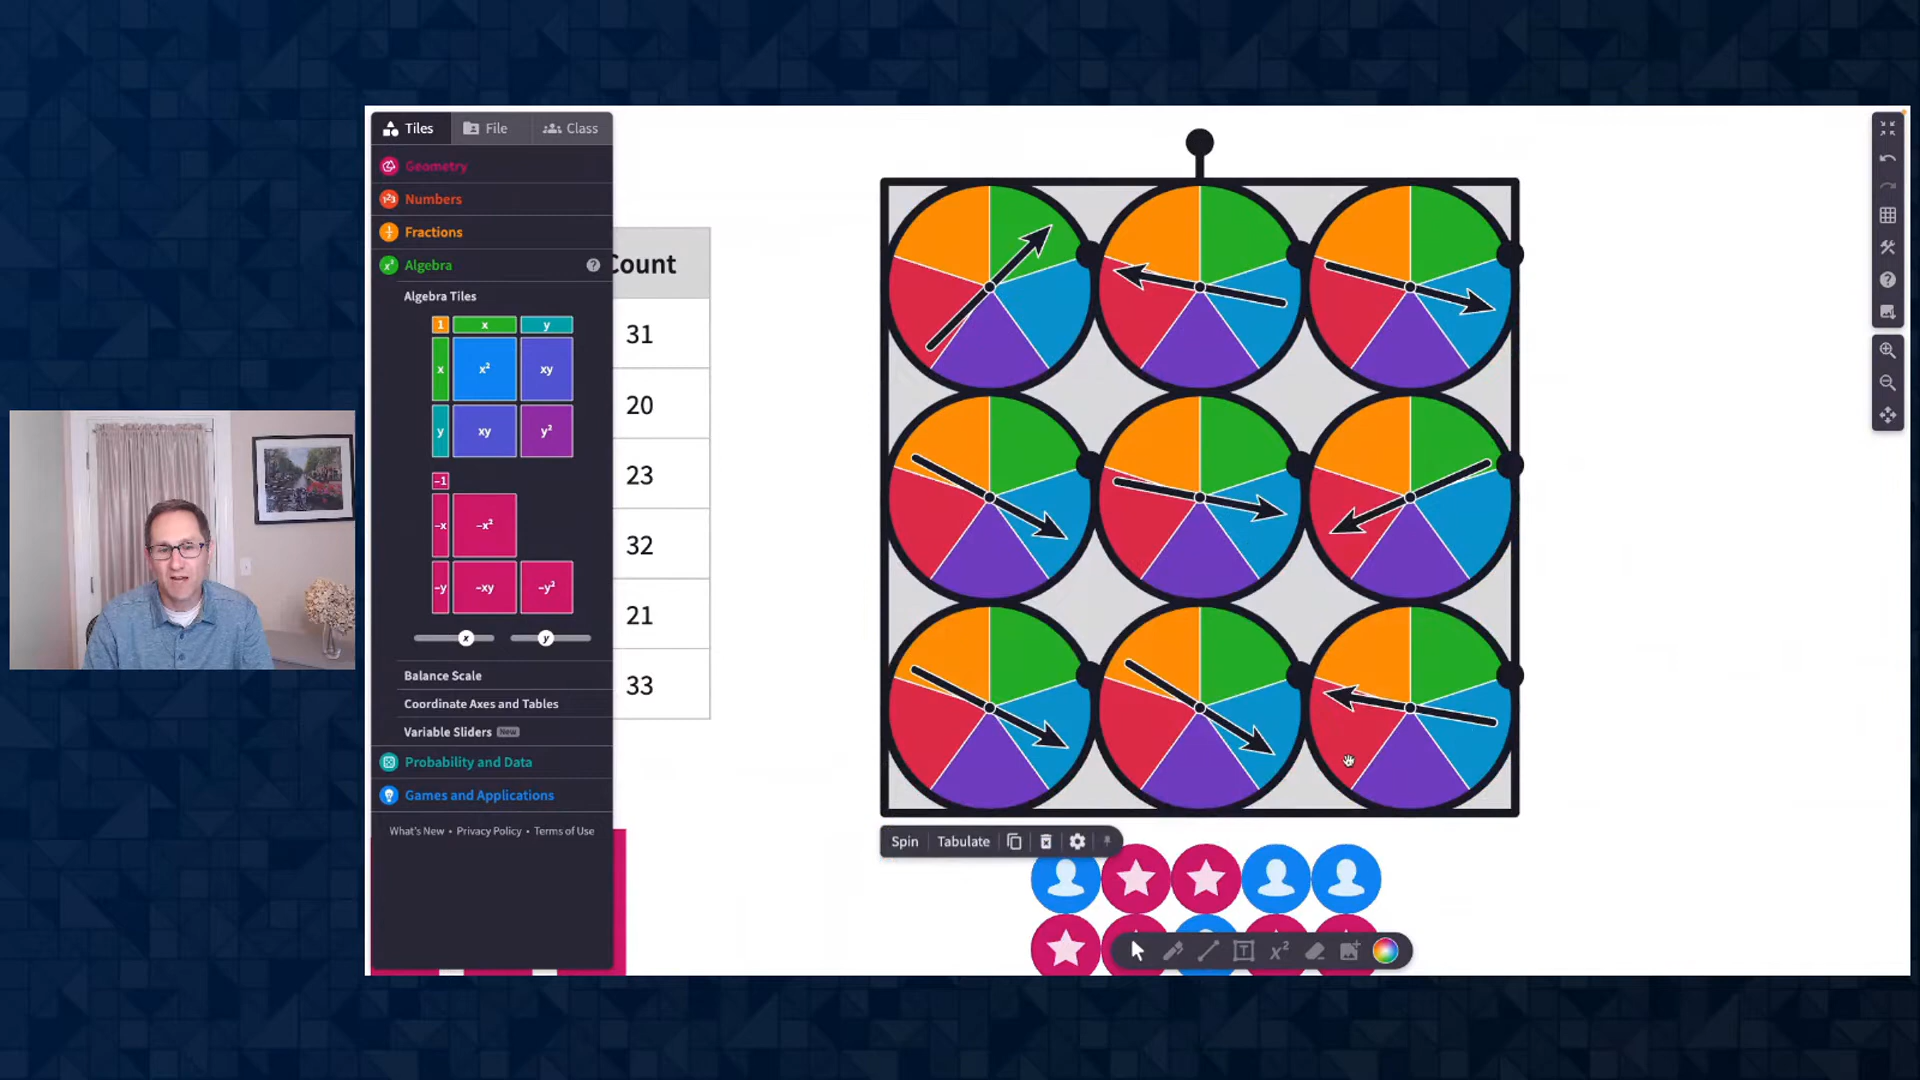 Tiles File Class
Geometry
Numbers
Fractions
Algebra ?
Algebra Tiles
1 x y
x x² xy
y xy y²
−1
−x −x²
−y −xy −y²
x y
Balance Scale
Coordinate Axes and Tables
Variable Sliders New
Probability and Data
Games and Applications
What's New • Privacy Policy • Terms of Use
Count
31
20
23
32
21
33
Spin Tabulate
T x²